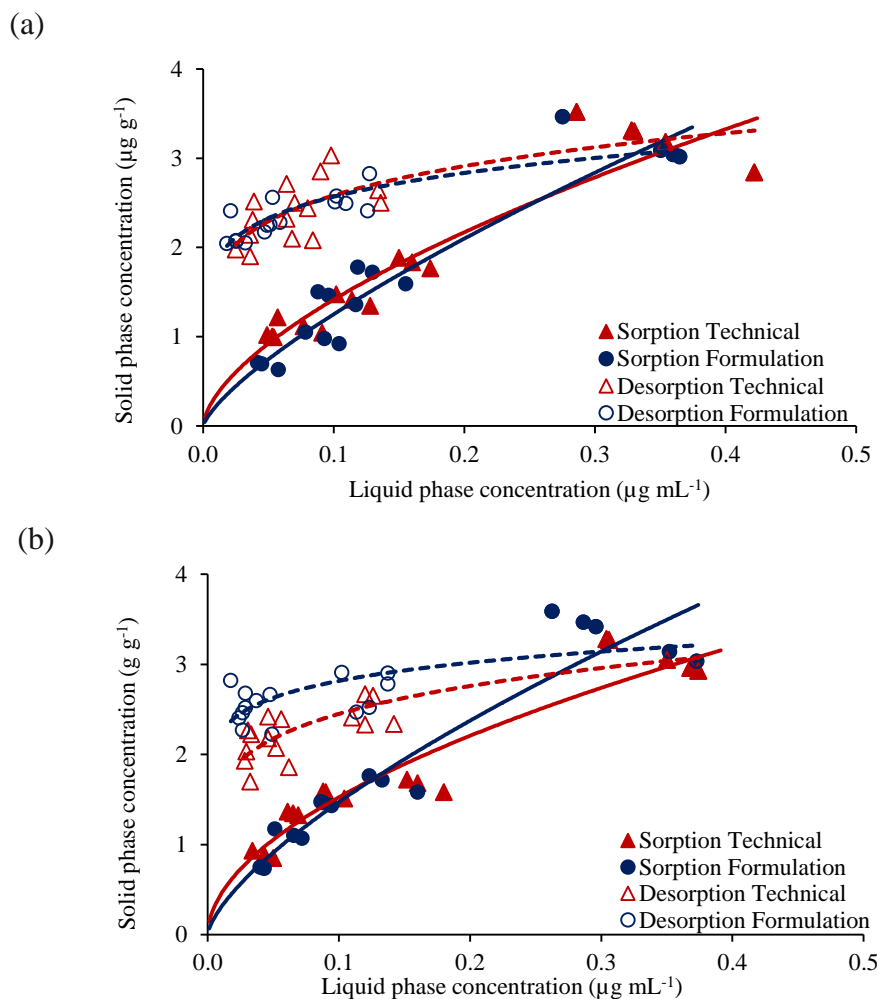 (a)
4
3
2
1
0
0.0 0.1 0.2 0.3 0.4 0.5
Solid phase concentration (µg g-1)
Liquid phase concentration (µg mL-1)
Sorption Technical
Sorption Formulation
Desorption Technical
Desorption Formulation
(b)
4
3
2
1
0
0.0 0.1 0.2 0.3 0.4 0.5
Solid phase concentration (g g-1)
Liquid phase concentration (µg mL-1)
Sorption Technical
Sorption Formulation
Desorption Technical
Desorption Formulation